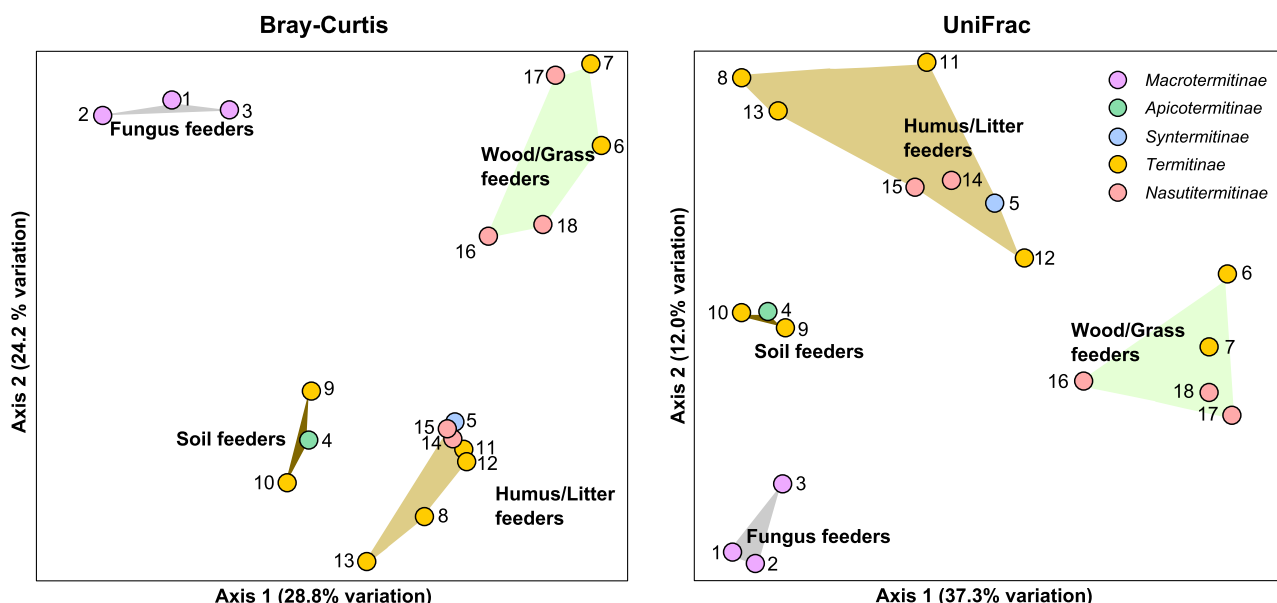 Bray-Curtis
17
7
2
1
3
Fungus feeders
6
Wood/Grass
feeders
16
18
9
Soil feeders
4
10
15
5
14
11
12
Humus/Litter
feeders
8
13
Axis 2 (24.2 % variation)
Axis 1 (28.8% variation)
UniFrac
8
11
13
Humus/Litter
feeders
15
14
5
12
Macrotermitinae
Apicotermitinae
Syntermitinae
Termitinae
Nasutitermitinae
10
4
9
Soil feeders
6
Wood/Grass
feeders
7
16
18
17
3
Fungus feeders
1
2
Axis 2 (12.0% variation)
Axis 1 (37.3% variation)